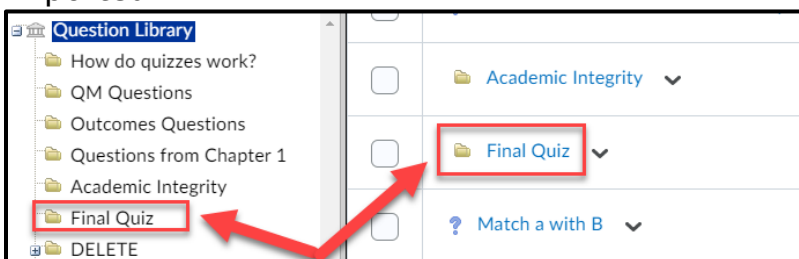 Question Library
How do quizzes work?
QM Questions
Outcomes Questions
Questions from Chapter 1
Academic Integrity
Final Quiz
DELETE
Academic Integrity
Final Quiz
Match a with B